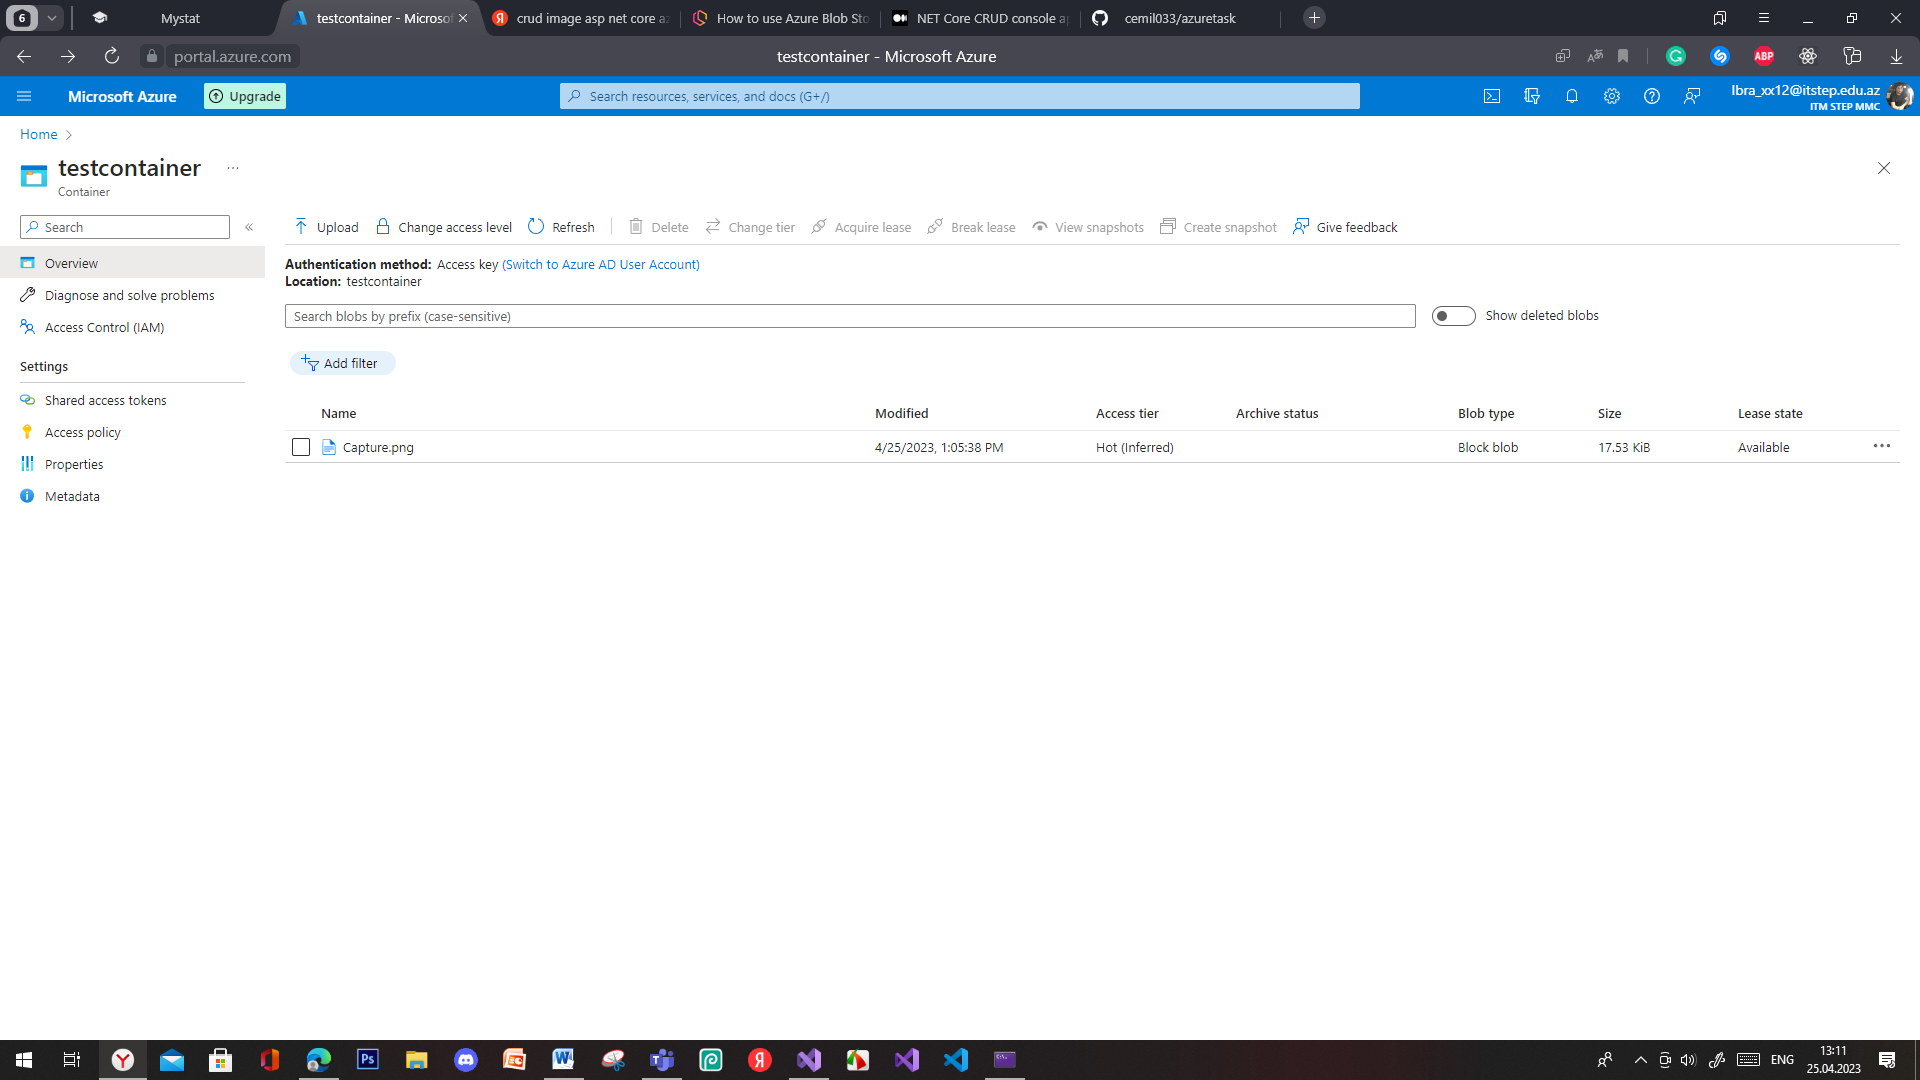 6
Mystat
testcontainer - Microsof
crud image asp net core az
How to use Azure Blob Sto
NET Core CRUD console ap
cemil033/azuretask
portal.azure.com
testcontainer - Microsoft Azure
ABP
Microsoft Azure
Upgrade
Search resources, services, and docs (G+/)
Ibra_xx12@itstep.edu.az
ITM STEP MMC
Home
testcontainer
Container
Search
Upload
Change access level
Refresh
Delete
Change tier
Acquire lease
Break lease
View snapshots
Create snapshot
Give feedback
Overview
Diagnose and solve problems
Access Control (IAM)
Settings
Shared access tokens
Access policy
Properties
Metadata
Authentication method: Access key (Switch to Azure AD User Account)
Location: testcontainer
Search blobs by prefix (case-sensitive)
Show deleted blobs
Add filter
Name Modified Access tier Archive status Blob type Size Lease state
Capture.png 4/25/2023, 1:05:38 PM Hot (Inferred) Block blob 17.53 KiB Available
ENG
13:11
25.04.2023